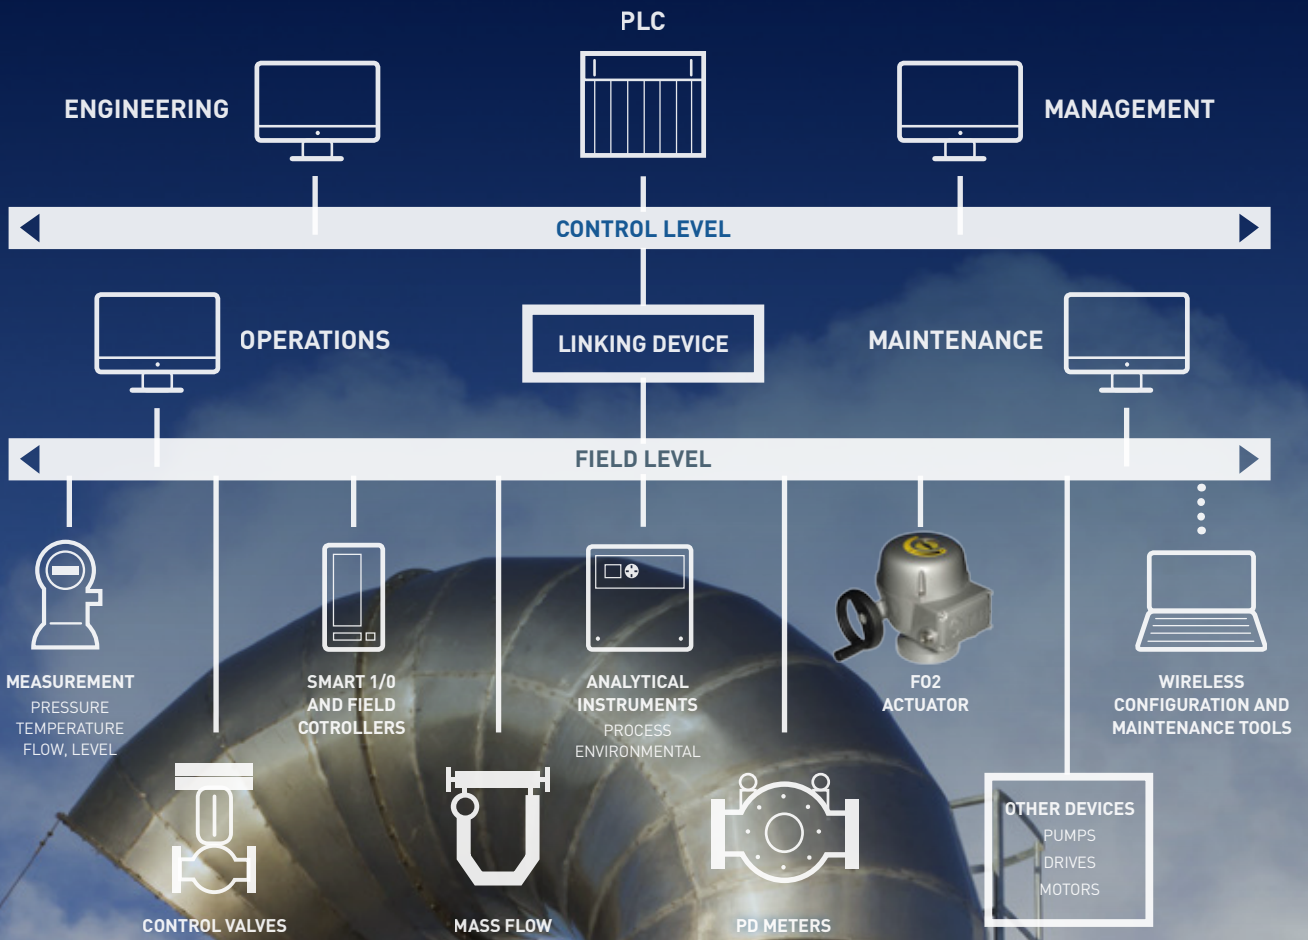 PLC
ENGINEERING
MANAGEMENT
CONTROL LEVEL
OPERATIONS
LINKING DEVICE
MAINTENANCE
FIELD LEVEL
MEASUREMENT
PRESSURE
TEMPERATURE
FLOW, LEVEL
SMART 1/0
AND FIELD
COTROLLERS
ANALYTICAL
INSTRUMENTS
PROCESS
ENVIRONMENTAL
FO2
ACTUATOR
WIRELESS
CONFIGURATION AND
MAINTENANCE TOOLS
CONTROL VALVES
MASS FLOW
PD METERS
OTHER DEVICES
PUMPS
DRIVES
MOTORS